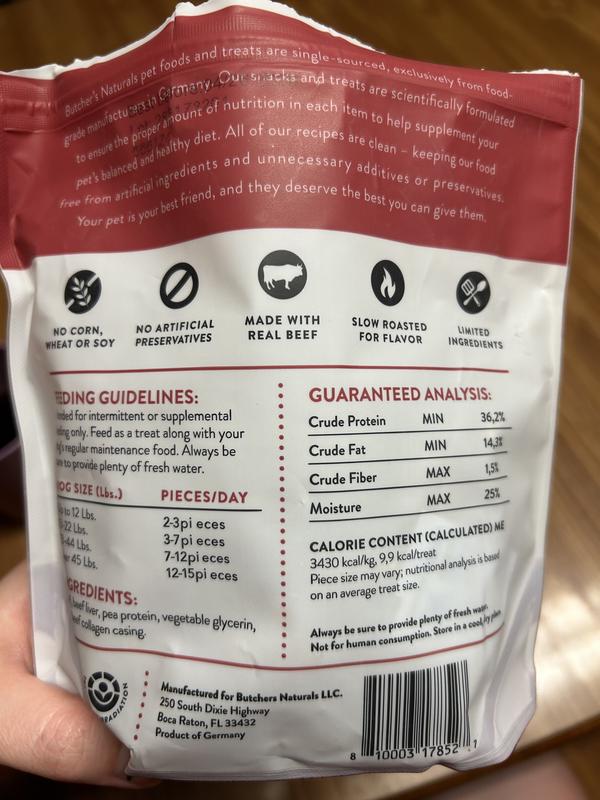 Butcher's Naturals pet foods and treats are single-sourced, exclusively from food-
grade manufacturers in Germany. Our snacks and treats are scientifically formulated
to ensure the proper amount of nutrition in each item to help supplement your
pet's balanced and healthy diet. All of our recipes are clean – keeping our food
free from artificial ingredients and unnecessary additives or preservatives.
Your pet is your best friend, and they deserve the best you can give them.
NO CORN,
WHEAT OR SOY
NO ARTIFICIAL
PRESERVATIVES
MADE WITH
REAL BEEF
SLOW ROASTED
FOR FLAVOR
LIMITED
INGREDIENTS
EEDING GUIDELINES:
nded for intermittent or supplemental
ding only. Feed as a treat along with your
g's regular maintenance food. Always be
re to provide plenty of fresh water.
OG SIZE (Lbs.) PIECES/DAY
up to 12 Lbs. 2-3pi eces
-22 Lbs. 3-7pi eces
-44 Lbs. 7-12pi eces
er 45 Lbs. 12-15pi eces
GREDIENTS:
beef liver, pea protein, vegetable glycerin,
eef collagen casing.
GUARANTEED ANALYSIS:
Crude Protein MIN 36,2%
Crude Fat MIN 14,3%
Crude Fiber MAX 1,5%
Moisture MAX 25%
CALORIE CONTENT (CALCULATED) ME
3430 kcal/kg, 9,9 kcal/treat
Piece size may vary; nutritional analysis is based
on an average treat size.
Always be sure to provide plenty of fresh water.
Not for human consumption. Store in a cool, dry place.
RADIATION
Manufactured for Butchers Naturals LLC.
250 South Dixie Highway
Boca Raton, FL 33432
Product of Germany
8 10003 17852 1